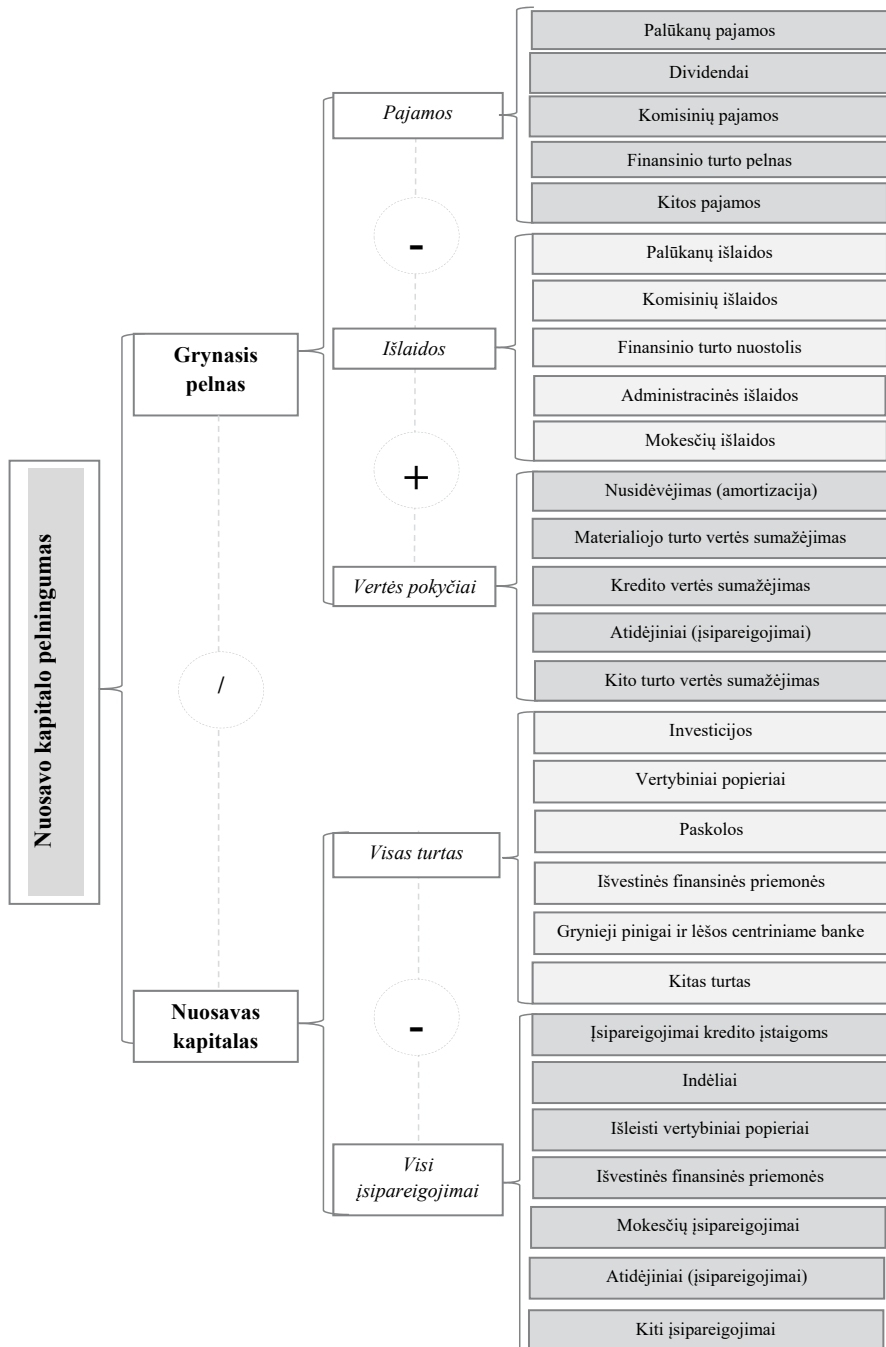 Nuosavo kapitalo pelningumas
Grynasis
pelnas
/
Nuosavas
kapitalas
Pajamos
-
Išlaidos
+
Vertės pokyčiai
Visas turtas
-
Visi
įsipareigojimai
Palūkanų pajamos
Dividendai
Komisinių pajamos
Finansinio turto pelnas
Kitos pajamos
Palūkanų išlaidos
Komisinių išlaidos
Finansinio turto nuostolis
Administracinės išlaidos
Mokesčių išlaidos
Nusidėvėjimas (amortizacija)
Materialiojo turto vertės sumažėjimas
Kredito vertės sumažėjimas
Atidėjiniai (įsipareigojimai)
Kito turto vertės sumažėjimas
Investicijos
Vertybiniai popieriai
Paskolos
Išvestinės finansinės priemonės
Grynieji pinigai ir lėšos centriniame banke
Kitas turtas
Įsipareigojimai kredito įstaigoms
Indėliai
Išleisti vertybiniai popieriai
Išvestinės finansinės priemonės
Mokesčių įsipareigojimai
Atidėjiniai (įsipareigojimai)
Kiti įsipareigojimai